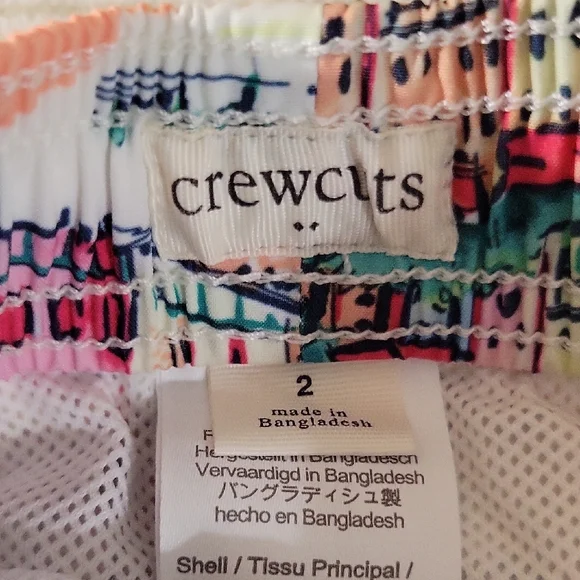 crewcuts
2
made in
Bangladesh
Hergestellt in Bangladesch
Vervaardigd in Bangladesh
バングラディシュ製
hecho en Bangladesh
Shell / Tissu Principal /